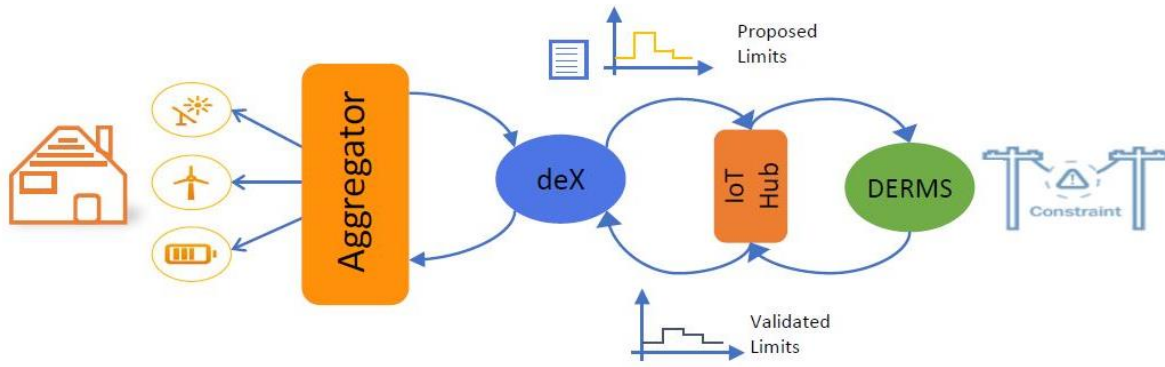 Proposed
Limits
Aggregator
deX
IoT
Hub
DERMS
Constraint
Validated
Limits